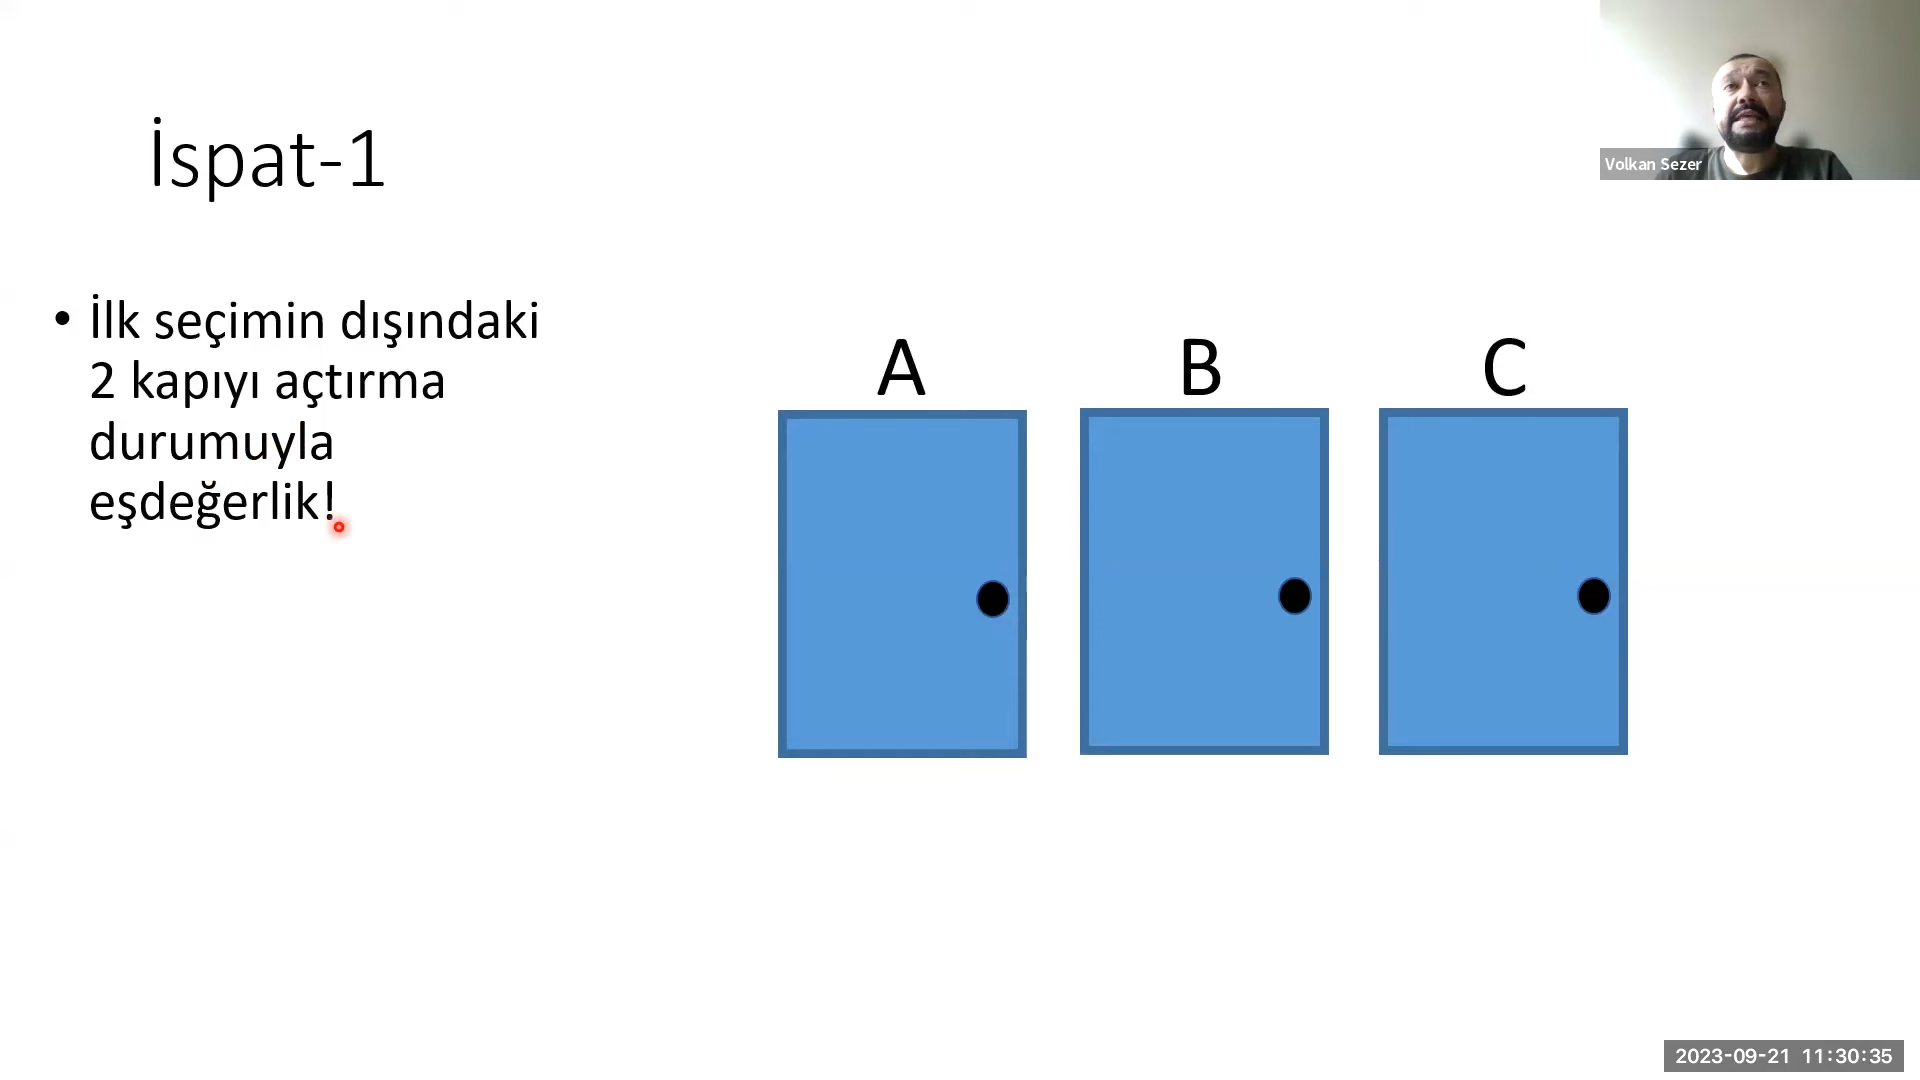 Volkan Sezer
İspat-1
• İlk seçimin dışındaki
2 kapıyı açtırma
durumuyla
eşdeğerlik!
A B C
2023-09-21 11:30:35